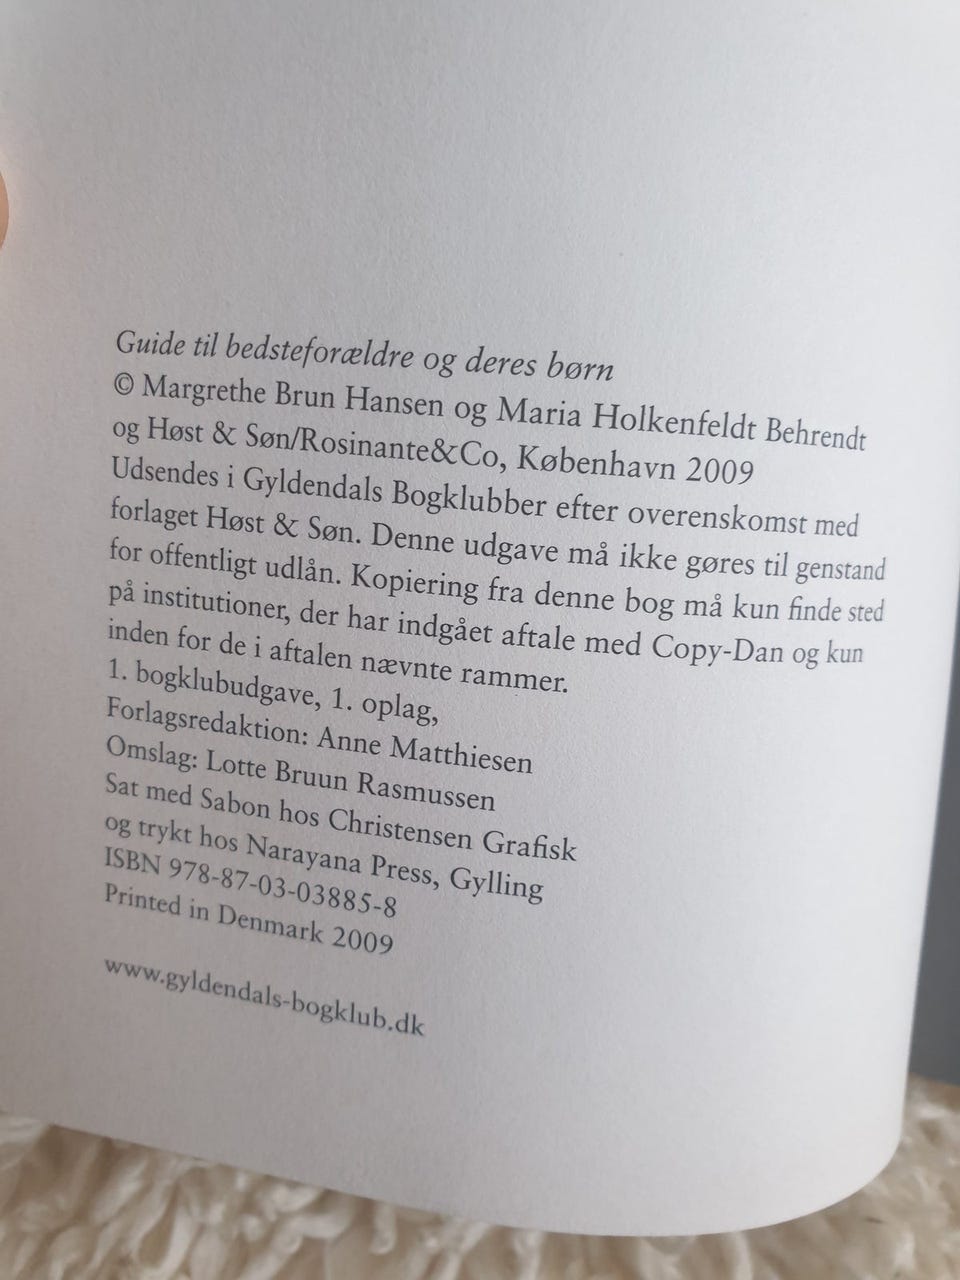 Guide til bedsteforældre og deres børn
© Margrethe Brun Hansen og Maria Holkenfeldt Behrendt
og Høst & Søn/Rosinante&Co, København 2009
Udsendes i Gyldendals Bogklubber efter overenskomst med
forlaget Høst & Søn. Denne udgave må ikke gøres til genstand
for offentligt udlån. Kopiering fra denne bog må kun finde sted
på institutioner, der har indgået aftale med Copy-Dan og kun
inden for de i aftalen nævnte rammer.
1. bogklubudgave, 1. oplag,
Forlagsredaktion: Anne Matthiesen
Omslag: Lotte Bruun Rasmussen
Sat med Sabon hos Christensen Grafisk
og trykt hos Narayana Press, Gylling
ISBN 978-87-03-03885-8
Printed in Denmark 2009
www.gyldendals-bogklub.dk